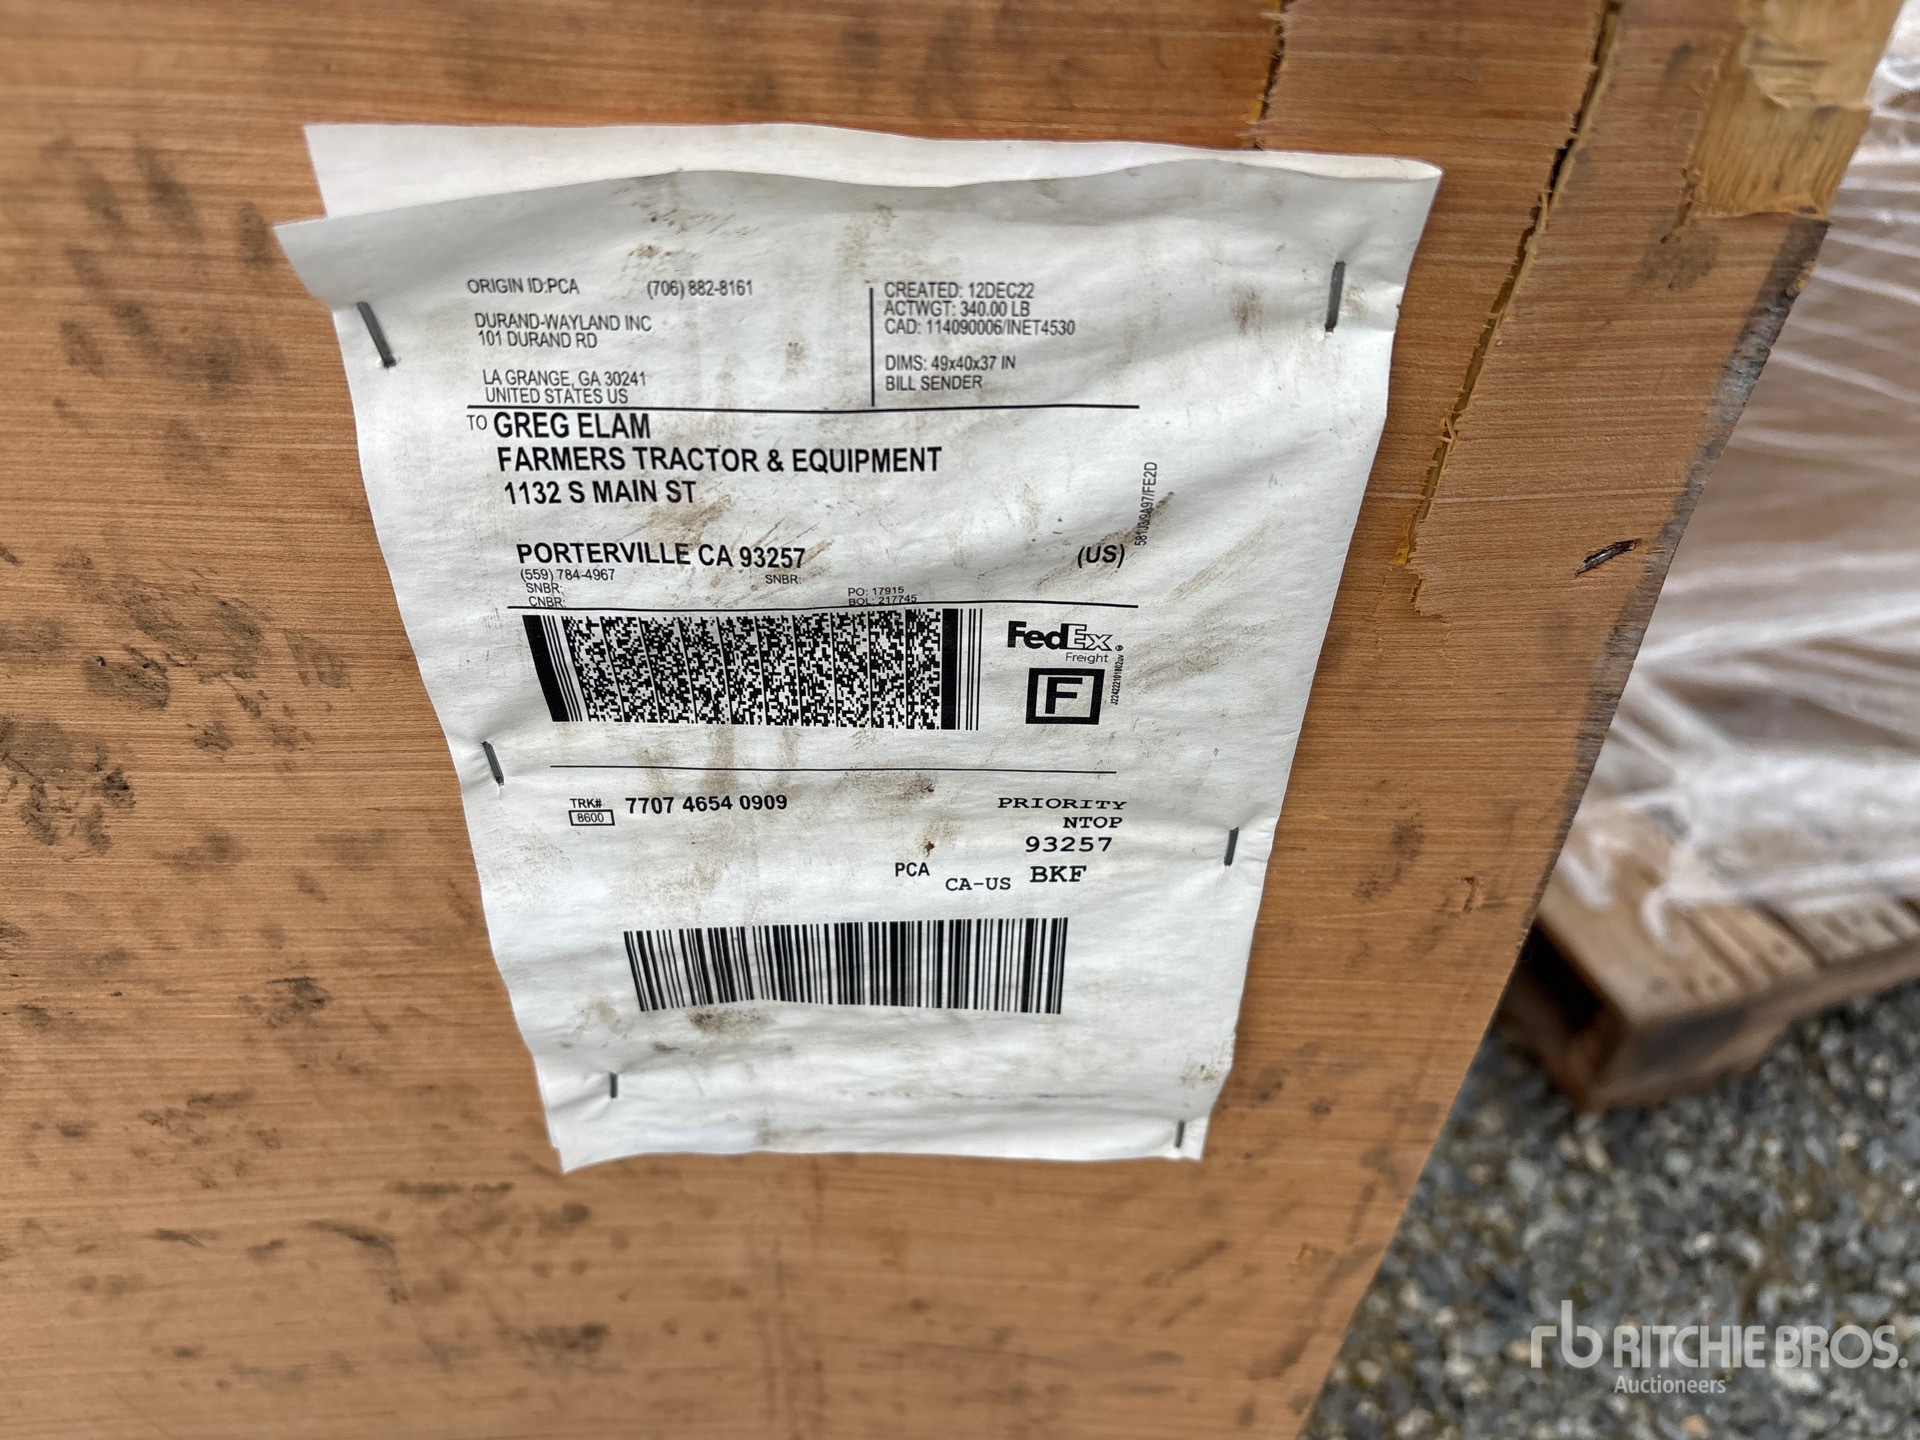 ORIGIN ID:PCA (706) 882-8161
DURAND-WAYLAND INC
101 DURAND RD
LA GRANGE, GA 30241
UNITED STATES US
CREATED: 12DEC22
ACTWGT: 340.00 LB
CAD: 114090006/INET4530
DIMS: 49x40x37 IN
BILL SENDER
TO GREG ELAM
FARMERS TRACTOR & EQUIPMENT
1132 S MAIN ST
PORTERVILLE CA 93257 (US)
(559) 784-4967
SNBR: SNBR:
CNBR:
PO: 17915
BOL: 217745
FedEx
Freight
F
TRK# 7707 4654 0909
8600
PRIORITY
NTOP
93257
PCA CA-US BKF
rb RITCHIE BROS.
Auctioneers